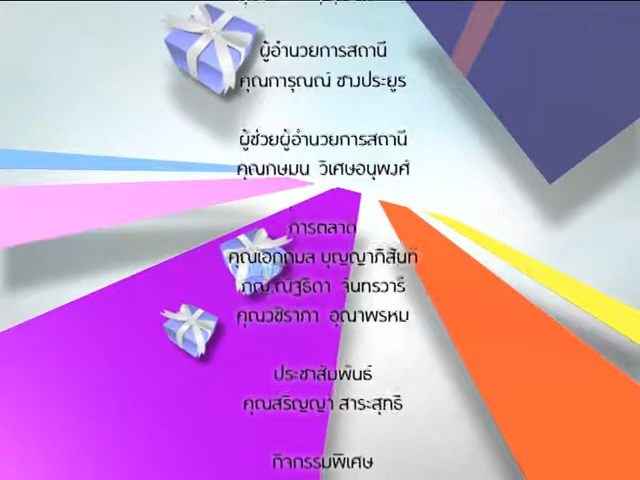 ผู้อำนวยการสถานี
คุณการุณณ์ ชาวประยูร
ผู้ช่วยผู้อำนวยการสถานี
คุณกษมน วิเศษอนุพงศ์
การตลาด
คุณเอกกมล บุญญาภิสันท์
ณัฐธิดา จันทรวารี
คุณวชิราภา อุณาพรหม
ประชาสัมพันธ์
คุณสริญญา สาระสุทธิ
กิจกรรมพิเศษ